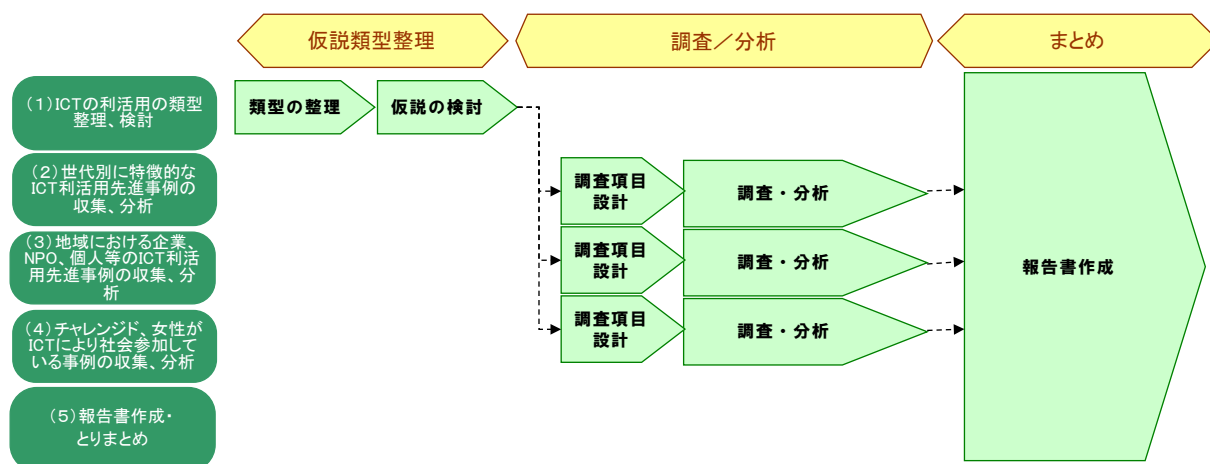 仮説類型整理
調査／分析
まとめ
（１）ICTの利活用の類型
整理、検討
類型の整理
仮説の検討
（２）世代別に特徴的な
ICT利活用先進事例の
収集、分析
調査項目
設計
調査・分析
（３）地域における企業、
NPO、個人等のICT利活
用先進事例の収集、分
析
調査項目
設計
調査・分析
報告書作成
（４）チャレンジド、女性が
ICTにより社会参加して
いる事例の収集、分析
調査項目
設計
調査・分析
（５）報告書作成・
とりまとめ